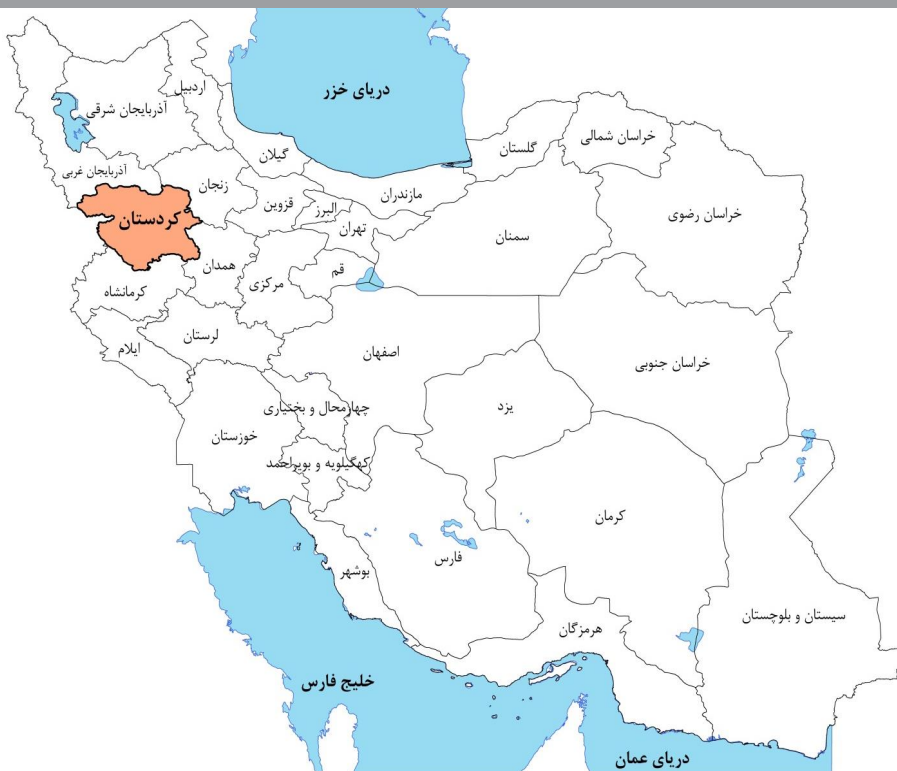 دریای خزر
اردبیل
آذربایجان شرقی
خراسان شمالی
گلستان
گیلان
آذربایجان غربی
زنجان
مازندران
قزوین
البرز
خراسان رضوی
کردستان
تهران
سمنان
همدان
قم
مرکزی
کرمانشاه
لرستان
ایلام
اصفهان
خراسان جنوبی
چهارمحال و بختیاری
یزد
خوزستان
کهگیلویه و بویراحمد
کرمان
فارس
بوشهر
سیستان و بلوچستان
هرمزگان
خلیج فارس
دریای عمان